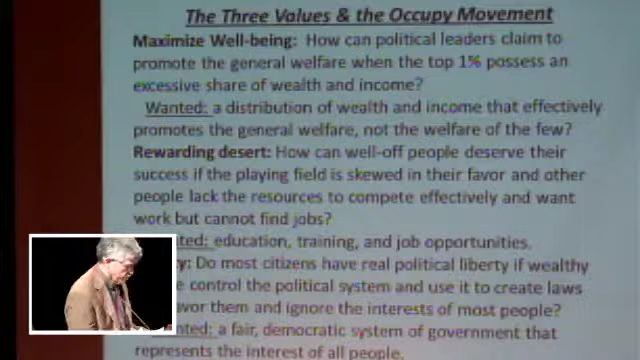 The Three Values & the Occupy Movement
Maximize Well-being: How can political leaders claim to
promote the general welfare when the top 1% possess an
excessive share of wealth and income?
Wanted: a distribution of wealth and income that effectively
promotes the general welfare, not the welfare of the few?
Rewarding desert: How can well-off people deserve their
success if the playing field is skewed in their favor and other
people lack the resources to compete effectively and want
work but cannot find jobs?
education, training, and job opportunities.
Do most citizens have real political liberty if wealthy
control the political system and use it to create laws
them and ignore the interests of most people?
a fair, democratic system of government that
represents the interest of all people.